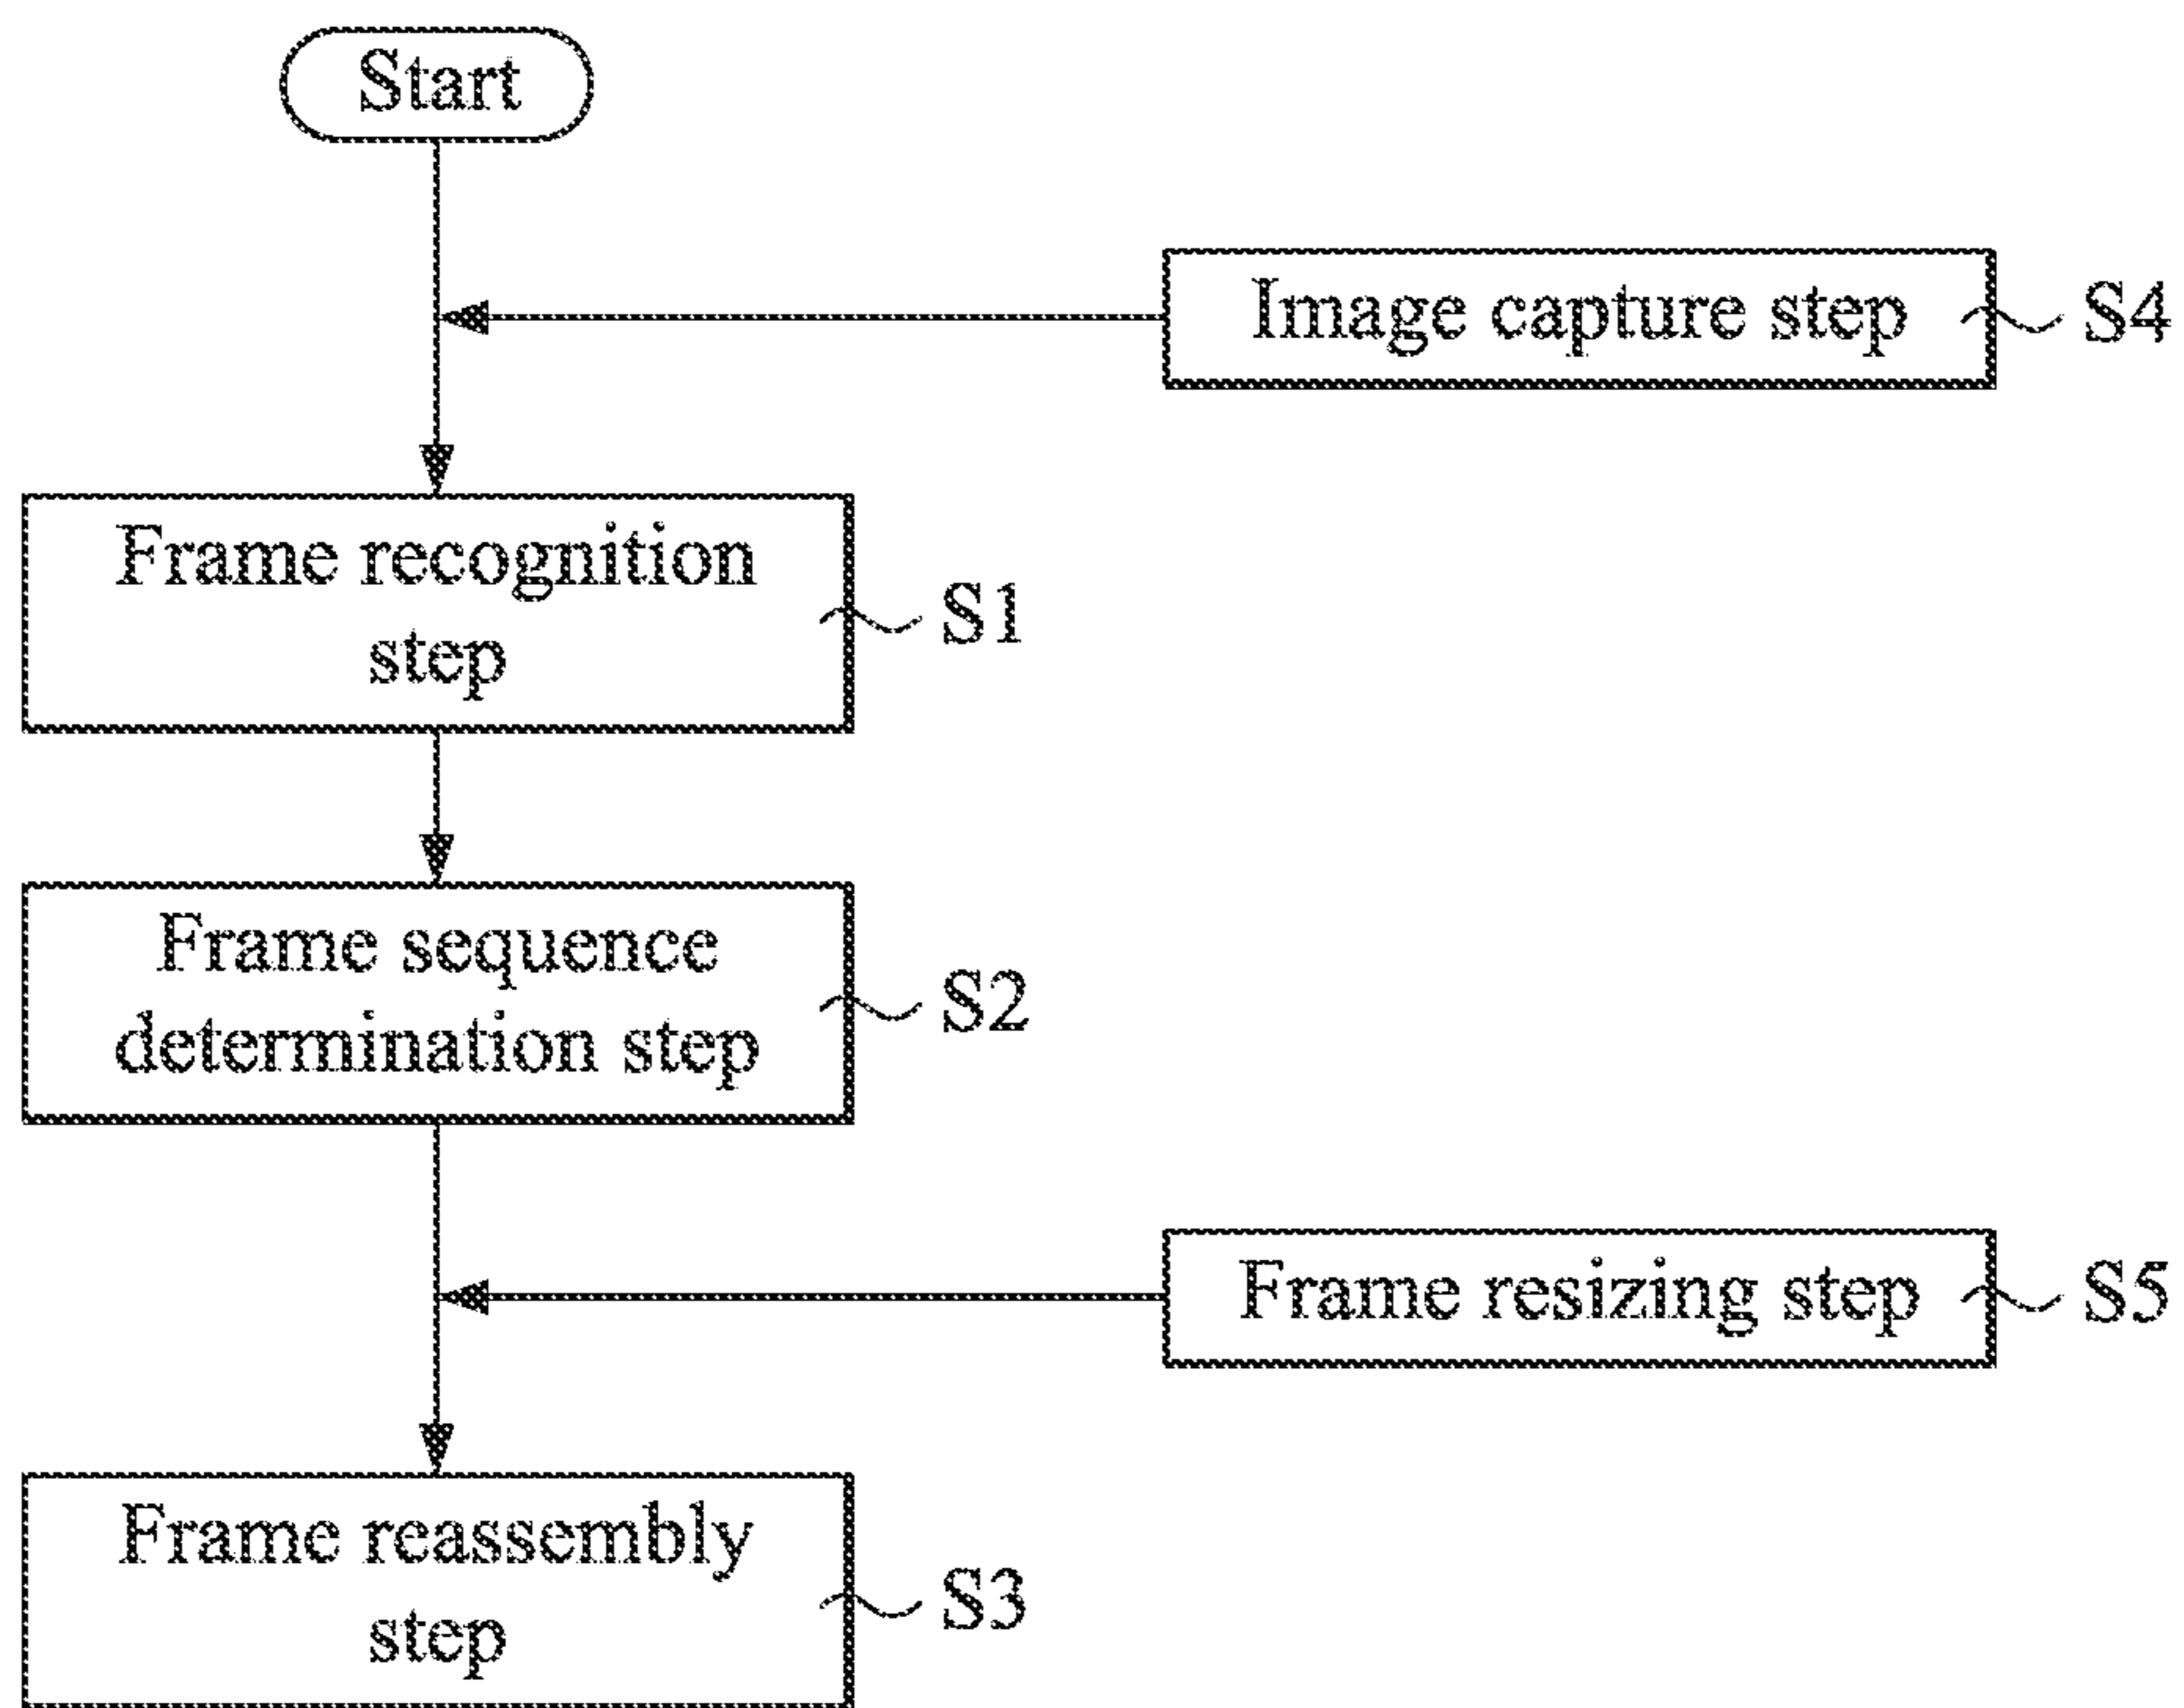 Start
Image capture step
S4
Frame recognition
step
S1
Frame sequence
determination step
S2
Frame resizing step
S5
Frame reassembly
step
S3